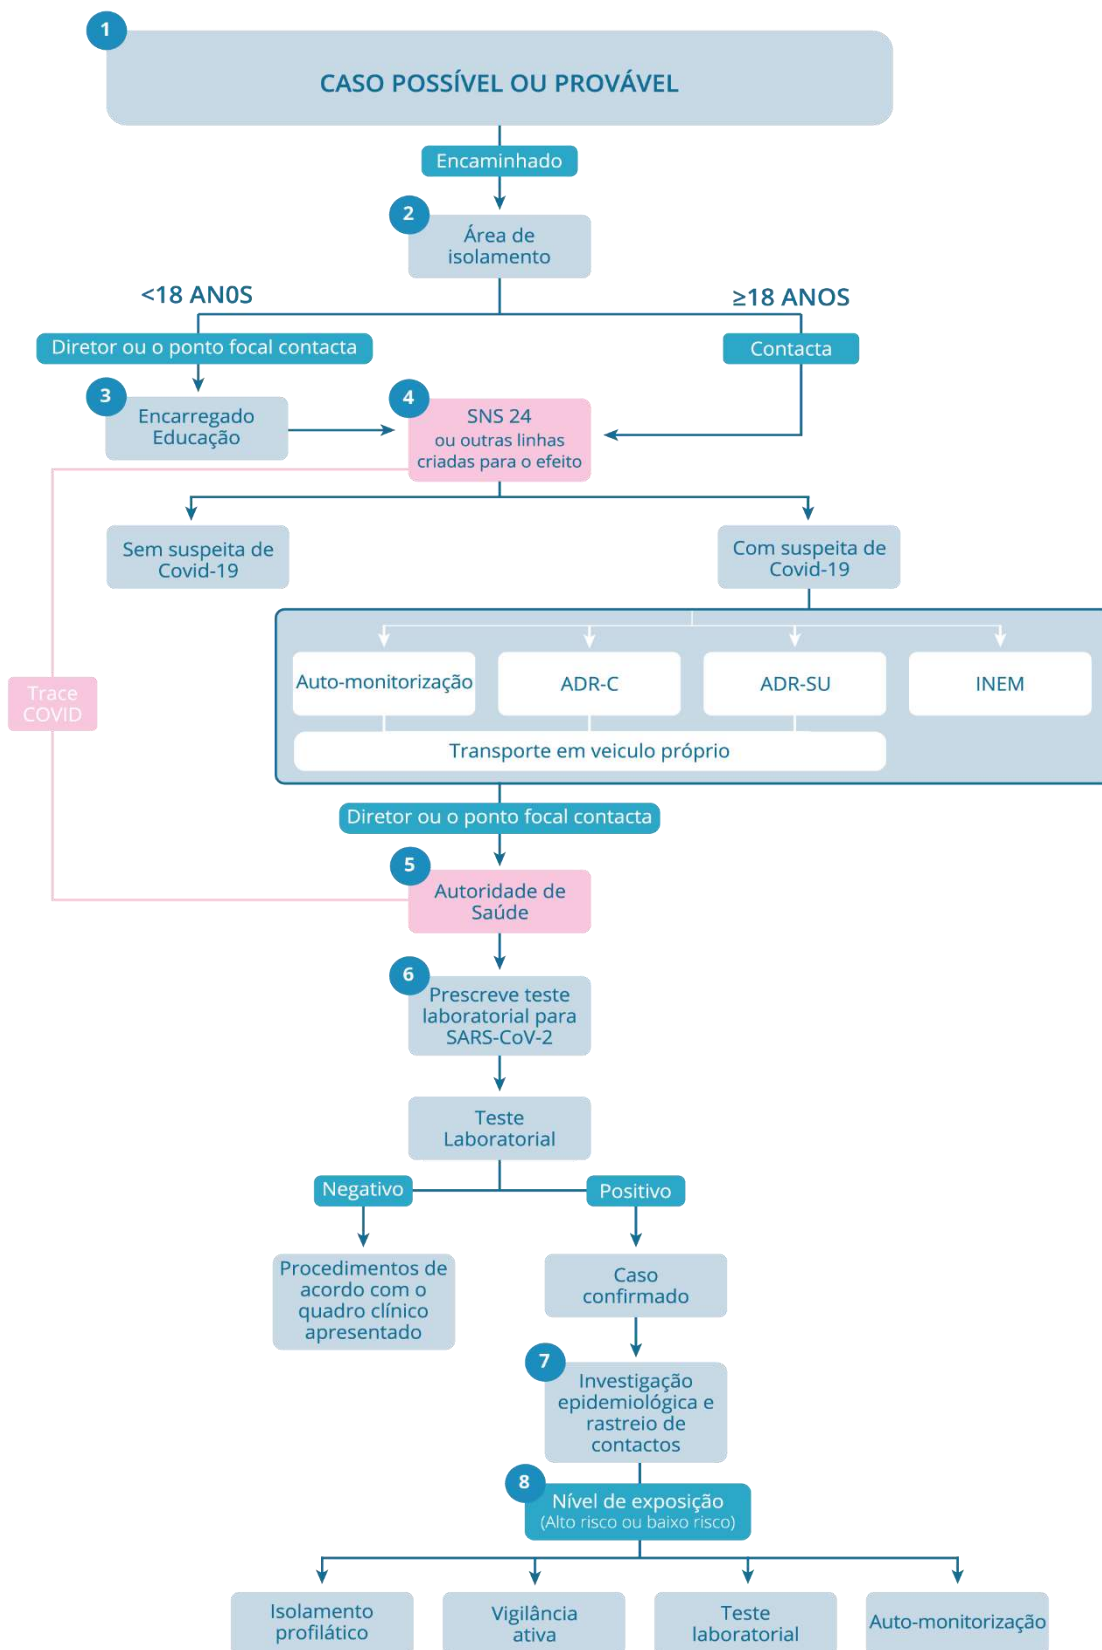 1
CASO POSSÍVEL OU PROVÁVEL
Encaminhado
2
Área de
isolamento
<18 AN0S
≥18 ANOS
Diretor ou o ponto focal contacta
Contacta
3
Encarregado
Educação
4
SNS 24
ou outras linhas
criadas para o efeito
Sem suspeita de
Covid-19
Com suspeita de
Covid-19
Auto-monitorização
ADR-C
ADR-SU
INEM
Trace
COVID
Transporte em veiculo próprio
Diretor ou o ponto focal contacta
5
Autoridade de
Saúde
6
Prescreve teste
laboratorial para
SARS-CoV-2
Teste
Laboratorial
Negativo
Positivo
Procedimentos de
acordo com o
quadro clínico
apresentado
Caso
confirmado
7
Investigação
epidemiológica e
rastreio de
contactos
8
Nível de exposição
(Alto risco ou baixo risco)
Isolamento
profilático
Vigilância
ativa
Teste
laboratorial
Auto-monitorização